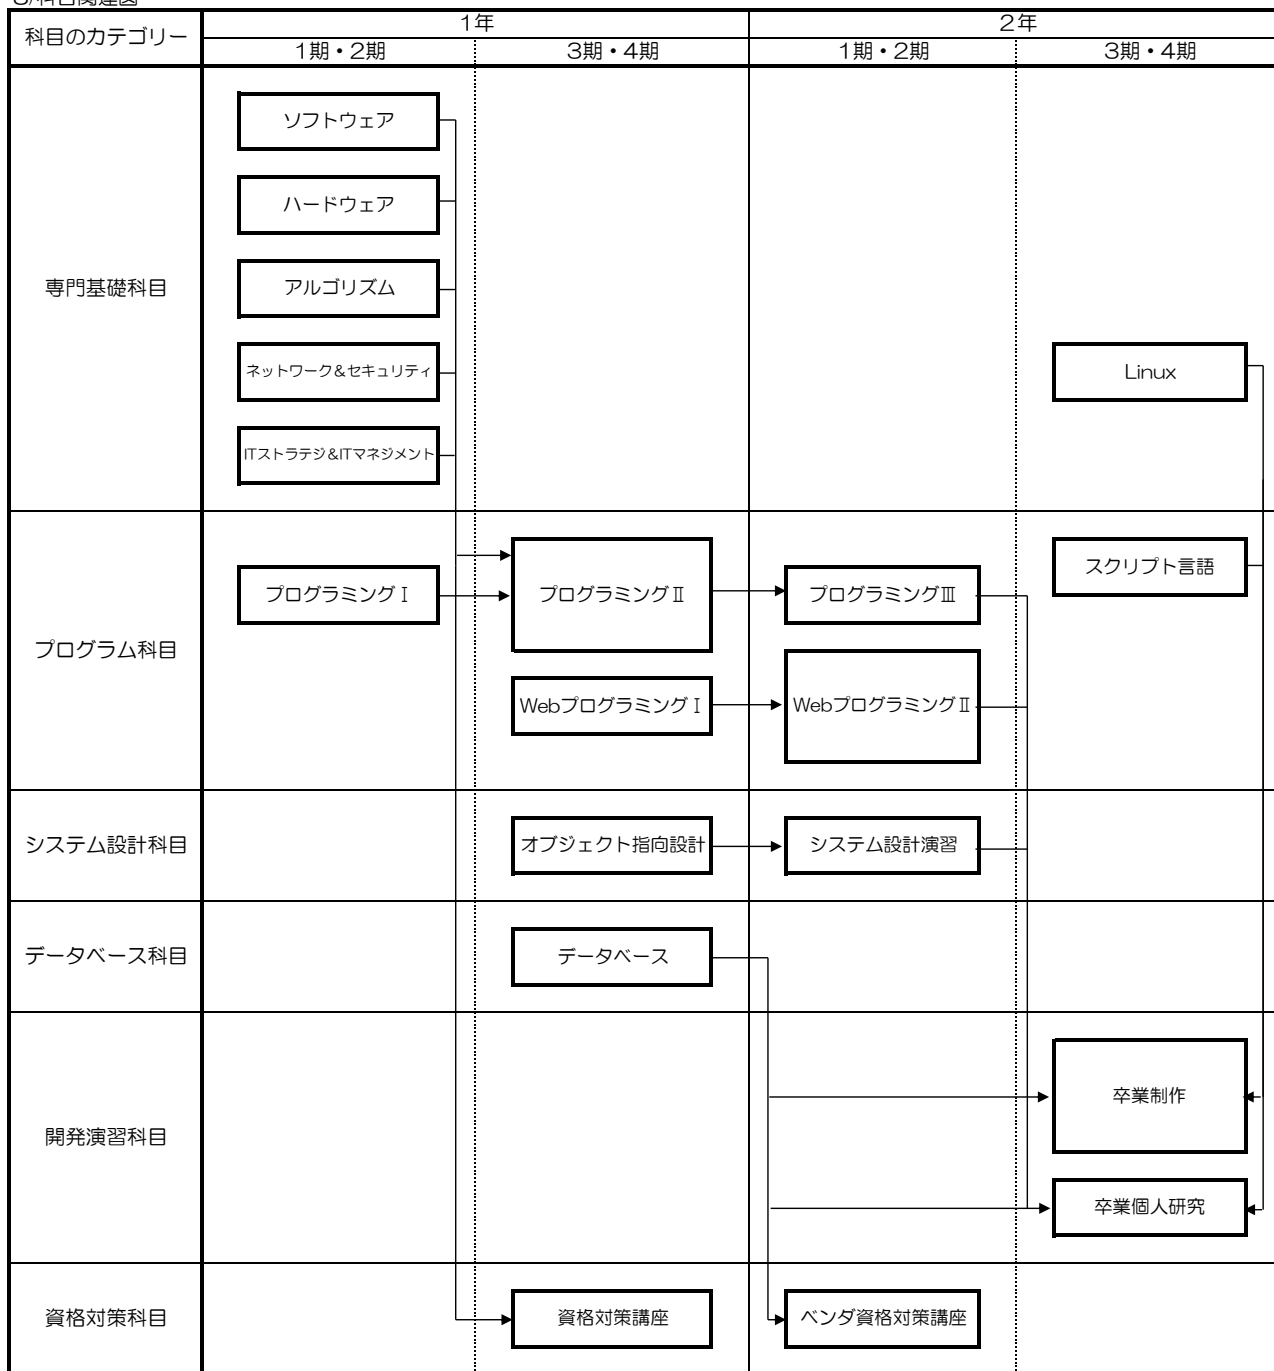 科目のカテゴリー
1年
2年
1期・2期
3期・4期
1期・2期
3期・4期
専門基礎科目
ソフトウェア
ハードウェア
アルゴリズム
ネットワーク&セキュリティ
ITストラテジ&ITマネジメント
Linux
プログラム科目
プログラミングⅠ
プログラミングⅡ
プログラミングⅢ
スクリプト言語
WebプログラミングⅠ
WebプログラミングⅡ
システム設計科目
オブジェクト指向設計
システム設計演習
データベース科目
データベース
開発演習科目
卒業制作
卒業個人研究
資格対策科目
資格対策講座
ベンダ資格対策講座